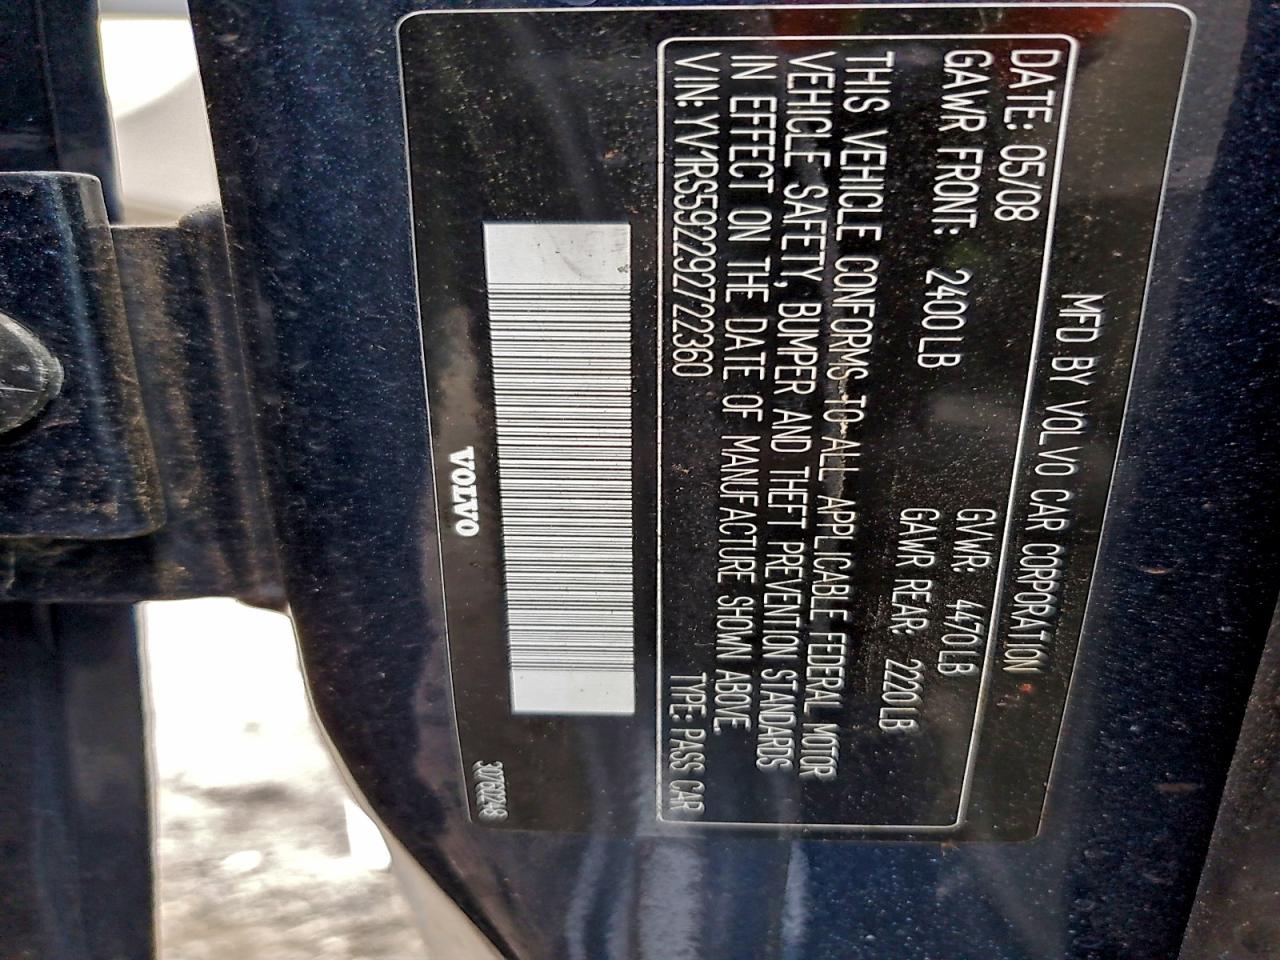 MFD BY VOLVO CAR CORPORATION
DATE: 05/08 GVWR: 4470LB
GAWR FRONT: 2400LB GAWR REAR: 2220LB
THIS VEHICLE CONFORMS TO ALL APPLICABLE FEDERAL MOTOR
VEHICLE SAFETY, BUMPER AND THEFT PREVENTION STANDARDS
IN EFFECT ON THE DATE OF MANUFACTURE SHOWN ABOVE.
VIN: YV1RS592292722360 TYPE: PASS CAR
VOLVO
30762248